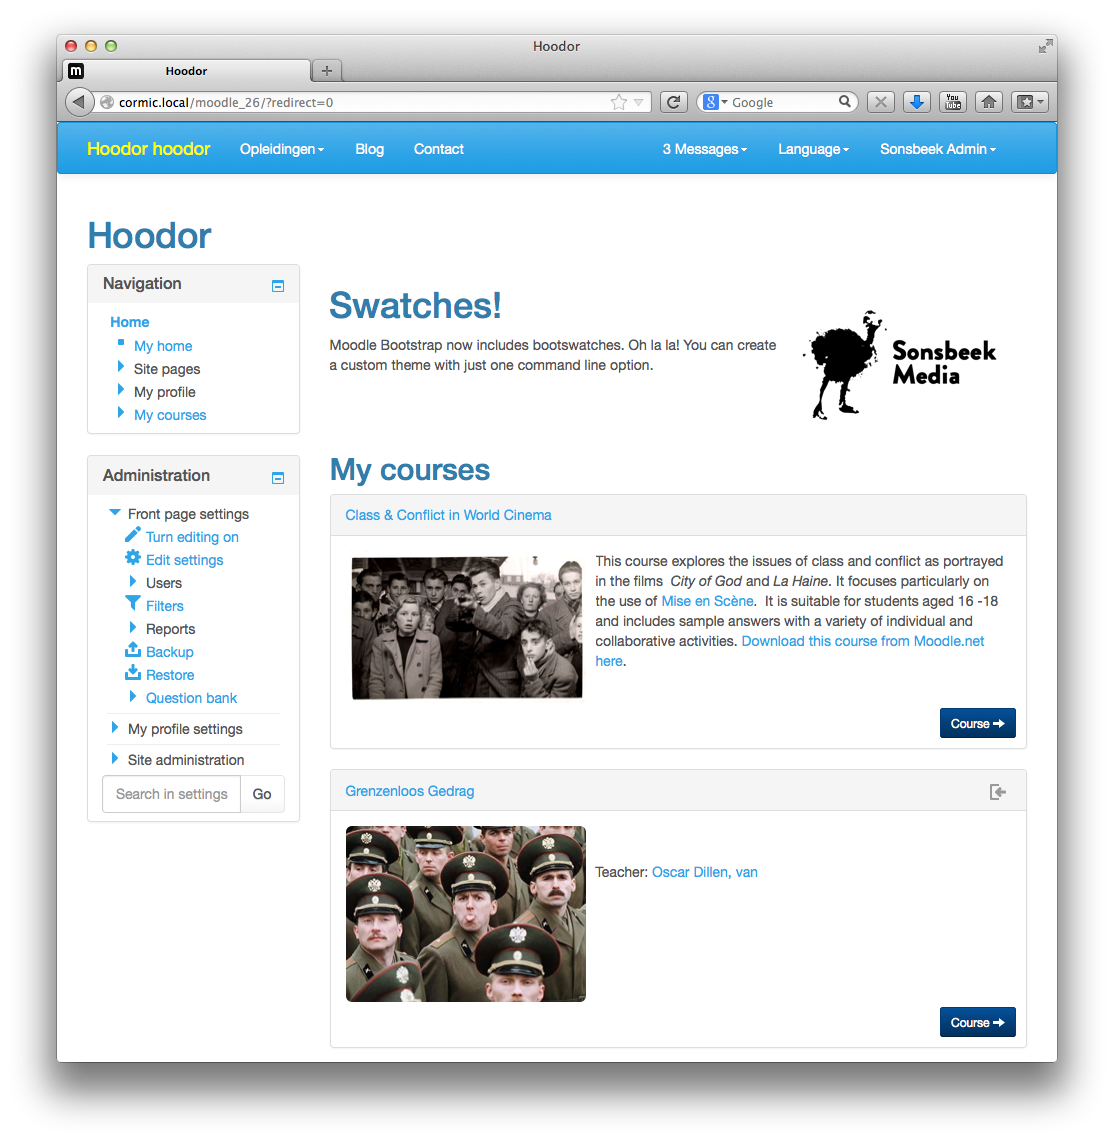 Hoodor
Hoodor
cormic.local/moodle_26/?redirect=0
Google
You Tube
Hoodor hoodor
Opleidingen
Blog
Contact
3 Messages
Language
Sonsbeek Admin
Hoodor
Navigation
Home
My home
Site pages
My profile
My courses
Administration
Front page settings
Turn editing on
Edit settings
Users
Filters
Reports
Backup
Restore
Question bank
My profile settings
Site administration
Search in settings
Go
Swatches!
Moodle Bootstrap now includes bootswatches. Oh la la! You can create
a custom theme with just one command line option.
Sonsbeek
Media
My courses
Class & Conflict in World Cinema
This course explores the issues of class and conflict as portrayed
in the films City of God and La Haine. It focuses particularly on
the use of Mise en Scène. It is suitable for students aged 16 -18
and includes sample answers with a variety of individual and
collaborative activities. Download this course from Moodle.net
here.
Course
Grenzenloos Gedrag
Teacher: Oscar Dillen, van
Course